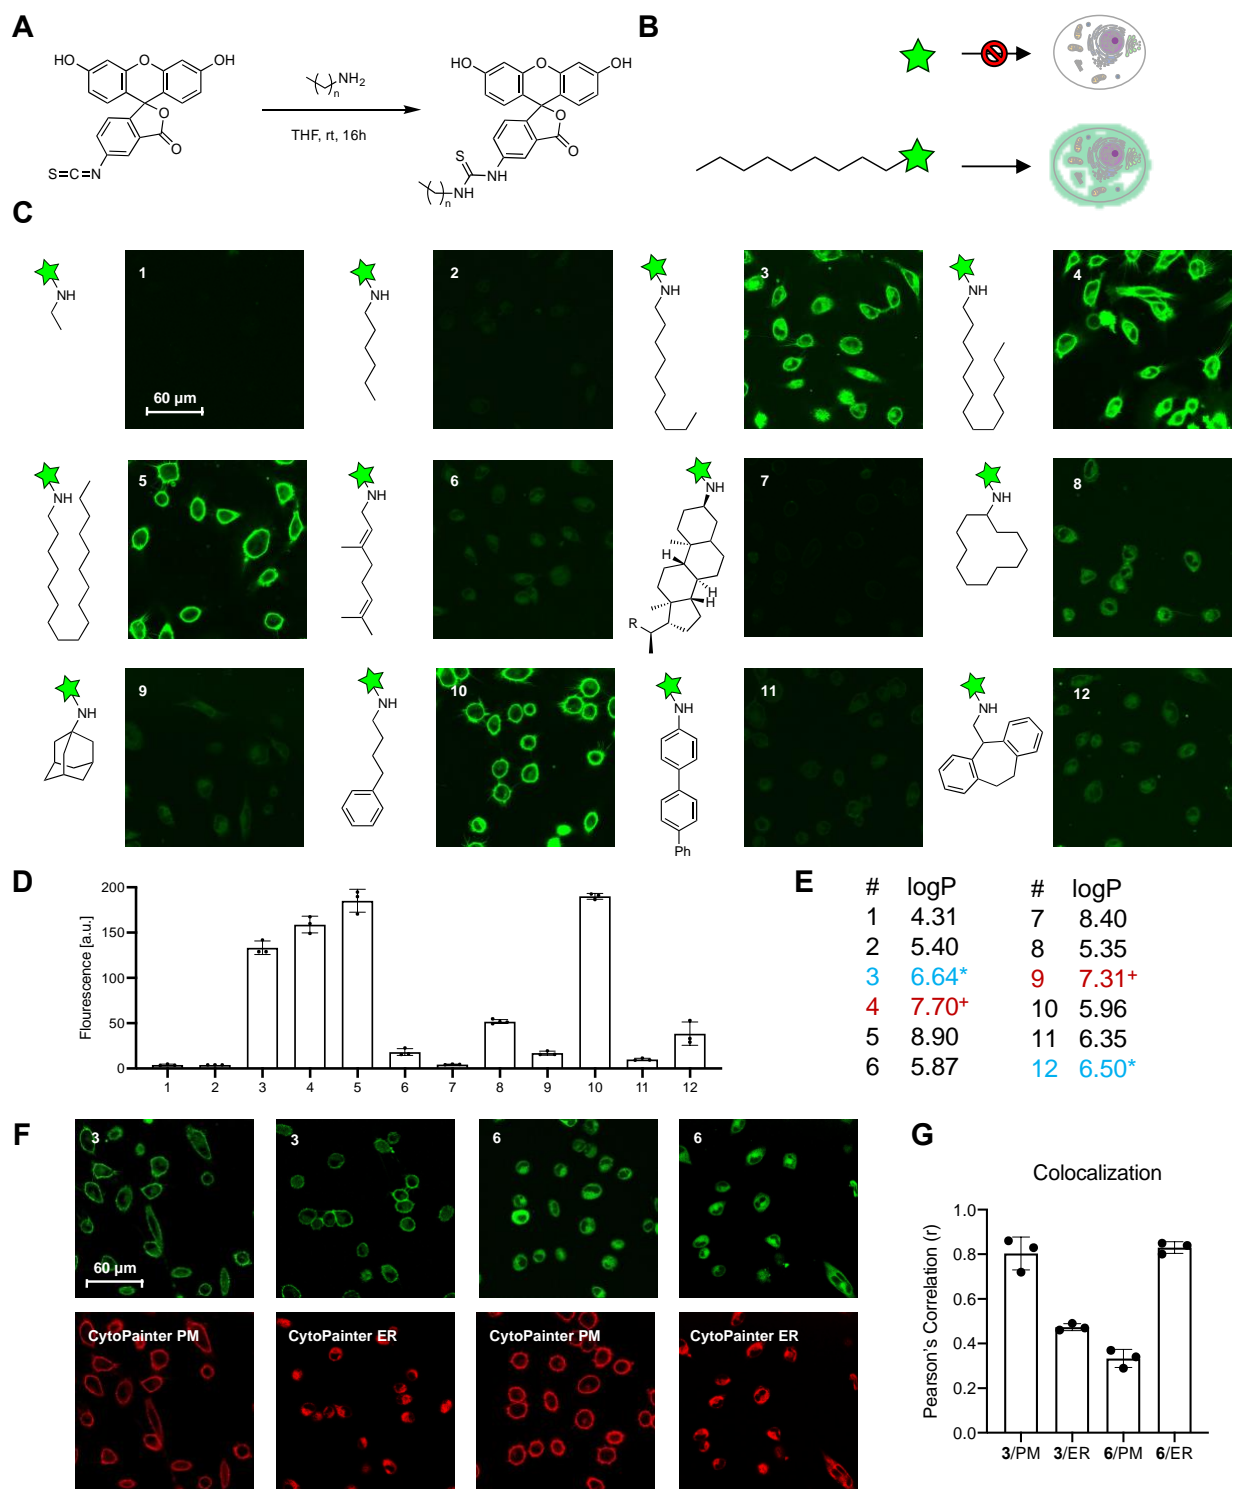 A
B
HO
O
OH
O
O
S=C=N
NH2
n
THF, rt, 16h
HO
O
OH
O
O
S
NH
NH
n
C
NH
1
60 μm
NH
2
NH
3
NH
4
NH
5
NH
6
NH
H
H
H
R
7
NH
8
NH
9
NH
10
NH
Ph
11
NH
12
D
Flourescence [a.u.]
200
150
100
50
0
1 2 3 4 5 6 7 8 9 10 11 12
E
# logP # logP
1 4.31 7 8.40
2 5.40 8 5.35
3 6.64* 9 7.31+
4 7.70+ 10 5.96
5 8.90 11 6.35
6 5.87 12 6.50*
F
3
3
6
6
60 μm
CytoPainter PM
CytoPainter ER
CytoPainter PM
CytoPainter ER
G
Colocalization
Pearson's Correlation (r)
1.0
0.8
0.6
0.4
0.2
0.0
3/PM 3/ER 6/PM 6/ER